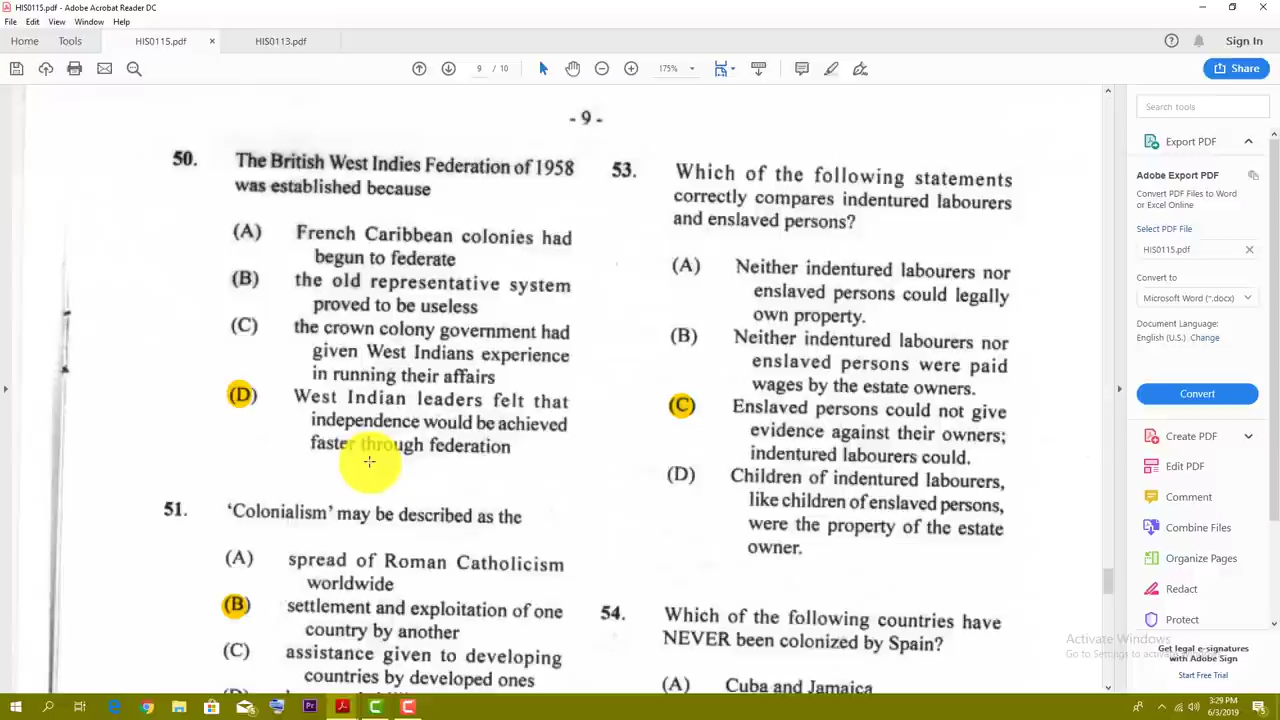 HIS0115.pdf - Adobe Acrobat Reader DC
File Edit View Window Help
Home Tools HIS0115.pdf × HIS0113.pdf Sign In
9 / 10 175% Share
- 9 -
50. The British West Indies Federation of 1958
was established because
(A) French Caribbean colonies had
begun to federate
(B) the old representative system
proved to be useless
(C) the crown colony government had
given West Indians experience
in running their affairs
(D) West Indian leaders felt that
independence would be achieved
faster through federation
51. 'Colonialism' may be described as the
(A) spread of Roman Catholicism
worldwide
(B) settlement and exploitation of one
country by another
(C) assistance given to developing
countries by developed ones
53. Which of the following statements
correctly compares indentured labourers
and enslaved persons?
(A) Neither indentured labourers nor
enslaved persons could legally
own property.
(B) Neither indentured labourers nor
enslaved persons were paid
wages by the estate owners.
(C) Enslaved persons could not give
evidence against their owners;
indentured labourers could.
(D) Children of indentured labourers,
like children of enslaved persons,
were the property of the estate
owner.
54. Which of the following countries have
NEVER been colonized by Spain?
(A) Cuba and Jamaica
Search tools
Export PDF
Adobe Export PDF
Convert PDF Files to Word
or Excel Online
Select PDF File
HIS0115.pdf
Convert to
Microsoft Word (*.docx)
Document Language:
English (U.S.) Change
Convert
Create PDF
Edit PDF
Comment
Combine Files
Organize Pages
Redact
Protect
Activate Windows
Go to Settings to activate
Get legal e-signatures
with Adobe Sign
Start Free Trial
3:29 PM
6/3/2019